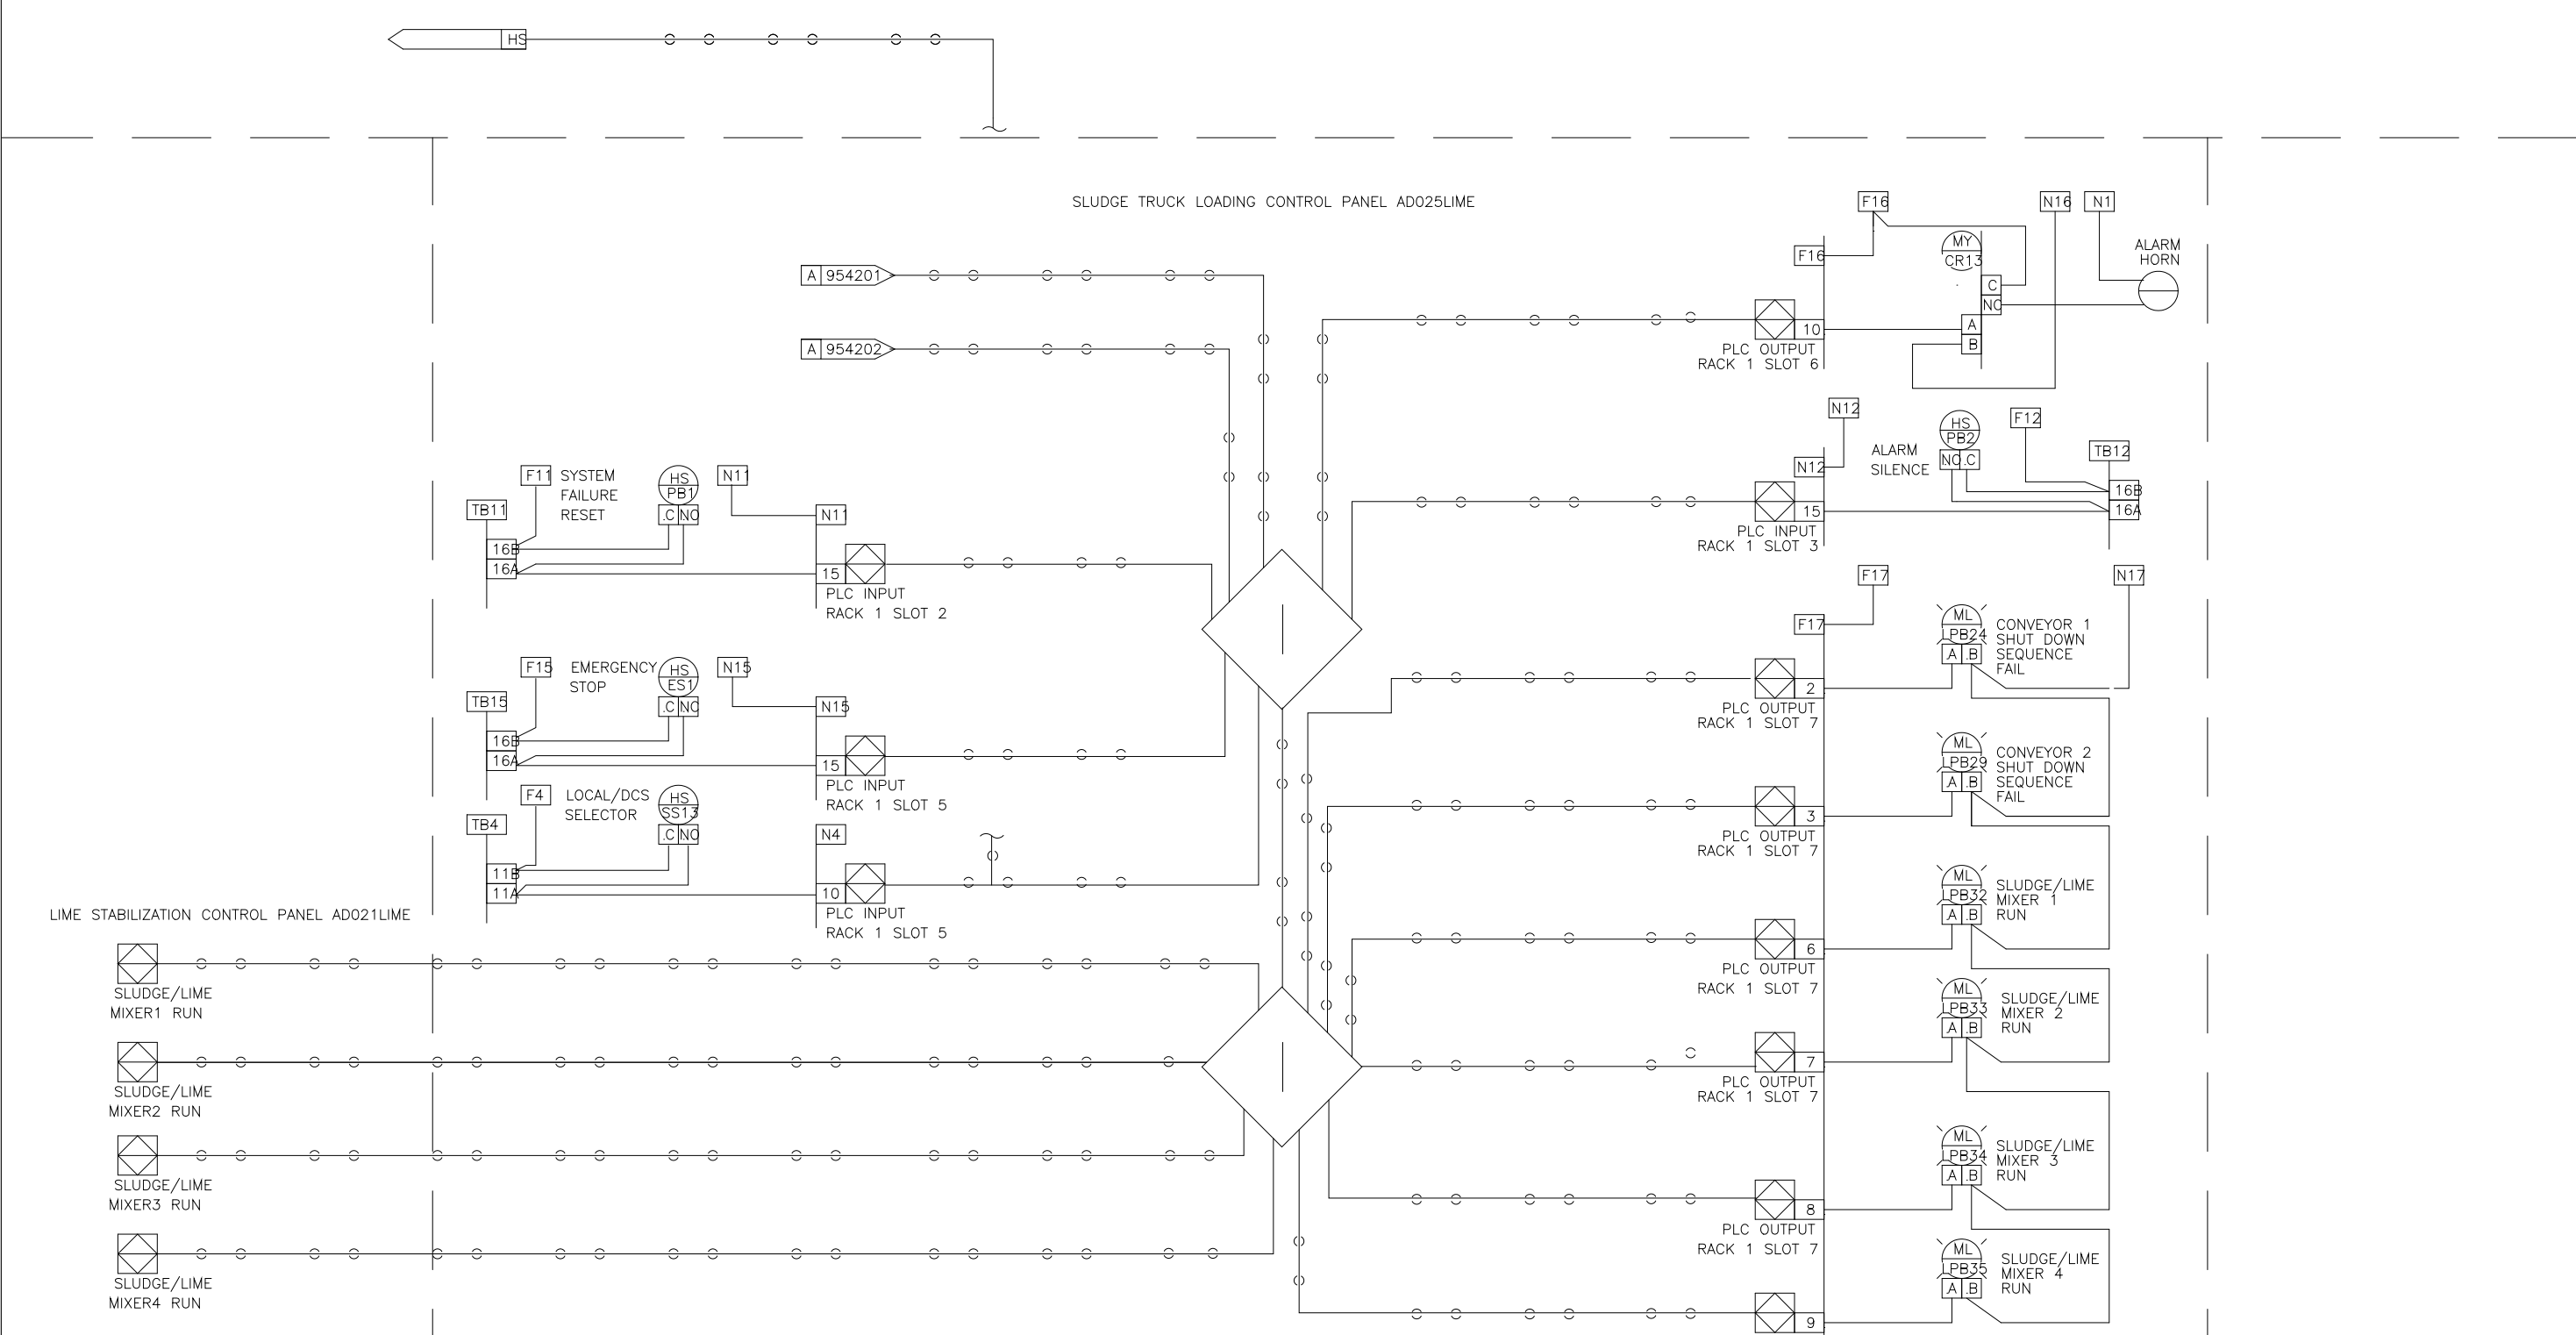 HS
SLUDGE TRUCK LOADING CONTROL PANEL AD025LIME
A 954201
A 954202
F11 SYSTEM
FAILURE
RESET
HS
PB1
.C NO
N11
TB11
N11
16B
16A
15
PLC INPUT
RACK 1 SLOT 2
F15 EMERGENCY
STOP
HS
ES1
.C NC
N15
TB15
N15
16B
16A
15
PLC INPUT
RACK 1 SLOT 5
F4 LOCAL/DCS
SELECTOR
HS
SS13
.C NO
TB4
N4
11B
11A
10
PLC INPUT
RACK 1 SLOT 5
LIME STABILIZATION CONTROL PANEL AD021LIME
SLUDGE/LIME
MIXER1 RUN
SLUDGE/LIME
MIXER2 RUN
SLUDGE/LIME
MIXER3 RUN
SLUDGE/LIME
MIXER4 RUN
F16
N16
N1
F16
MY
CR13
ALARM
HORN
C
NO
A
B
10
PLC OUTPUT
RACK 1 SLOT 6
N12
N12
ALARM
SILENCE
HS
PB2
NO .C
F12
TB12
16B
16A
15
PLC INPUT
RACK 1 SLOT 3
F17
N17
F17
ML
LPB24
A .B
CONVEYOR 1
SHUT DOWN
SEQUENCE
FAIL
2
PLC OUTPUT
RACK 1 SLOT 7
ML
LPB29
A .B
CONVEYOR 2
SHUT DOWN
SEQUENCE
FAIL
3
PLC OUTPUT
RACK 1 SLOT 7
ML
LPB32
A .B
SLUDGE/LIME
MIXER 1
RUN
6
PLC OUTPUT
RACK 1 SLOT 7
ML
LPB33
A .B
SLUDGE/LIME
MIXER 2
RUN
7
PLC OUTPUT
RACK 1 SLOT 7
ML
LPB34
A .B
SLUDGE/LIME
MIXER 3
RUN
8
PLC OUTPUT
RACK 1 SLOT 7
ML
LPB35
A .B
SLUDGE/LIME
MIXER 4
RUN
9